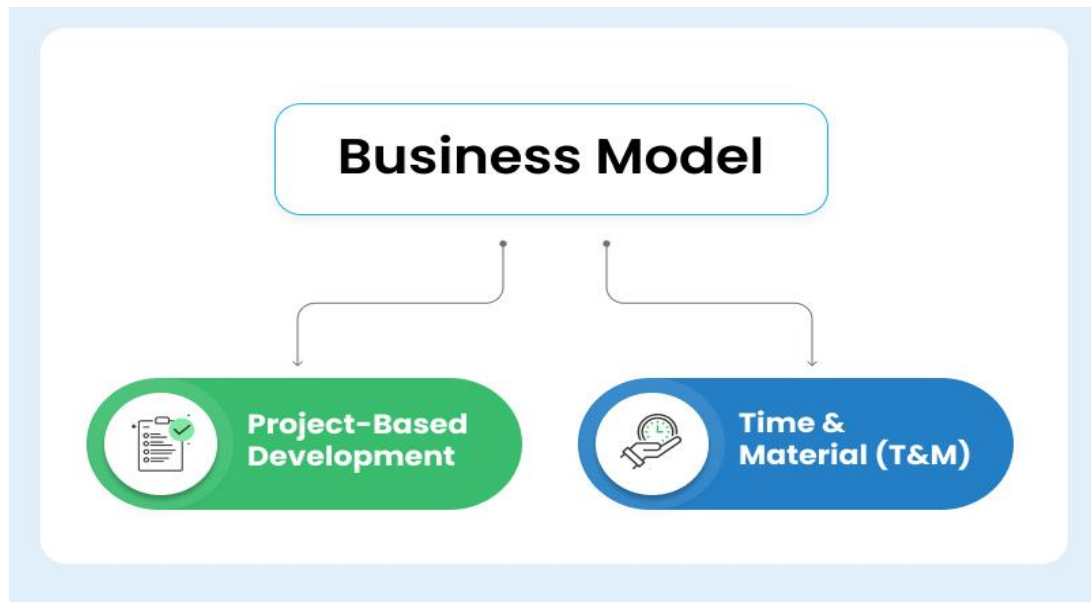 Business Model
Project-Based
Development
Time &
Material (T&M)